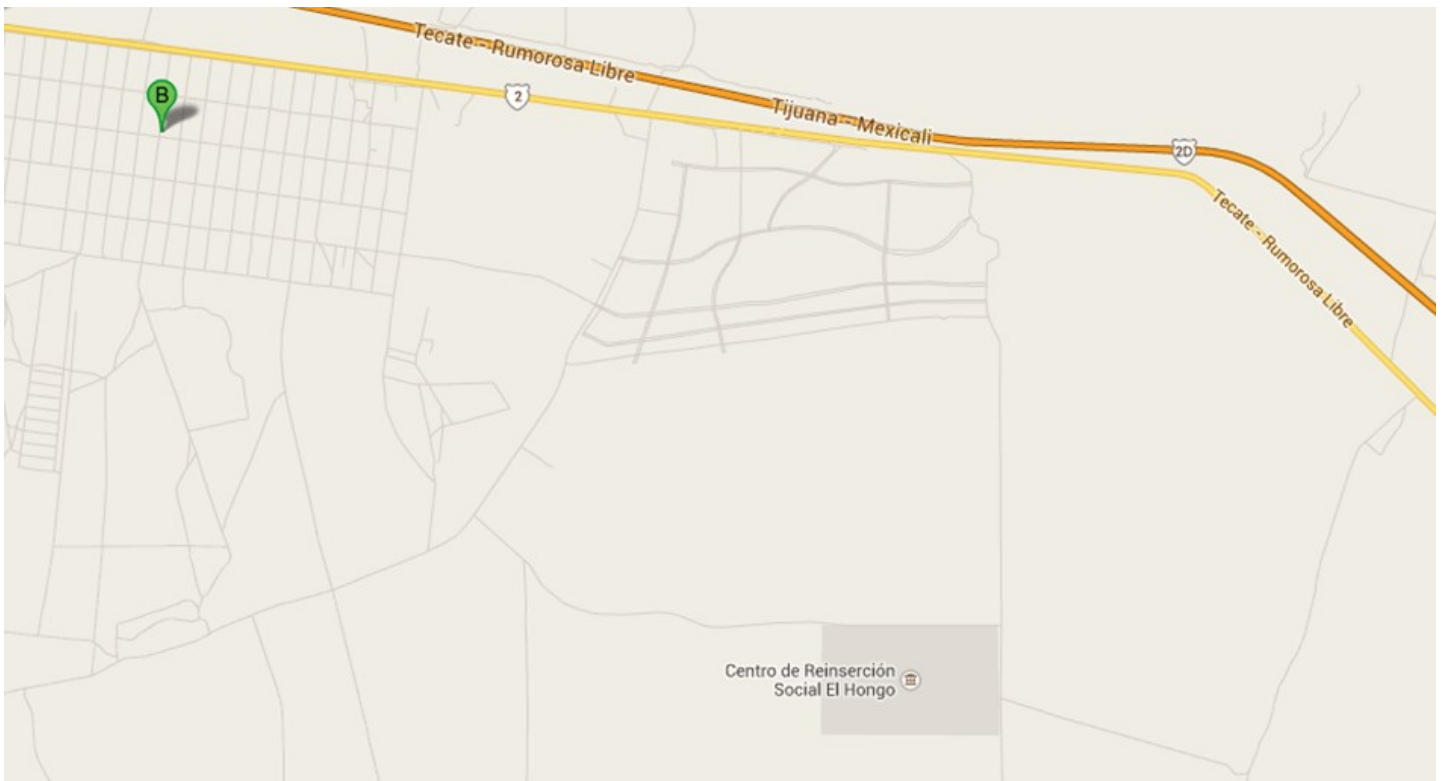 Tecate - Rumorosa Libre
B
2
Tijuana - Mexicali
2D
Tecate - Rumorosa Libre
Centro de Reinserción
Social El Hongo